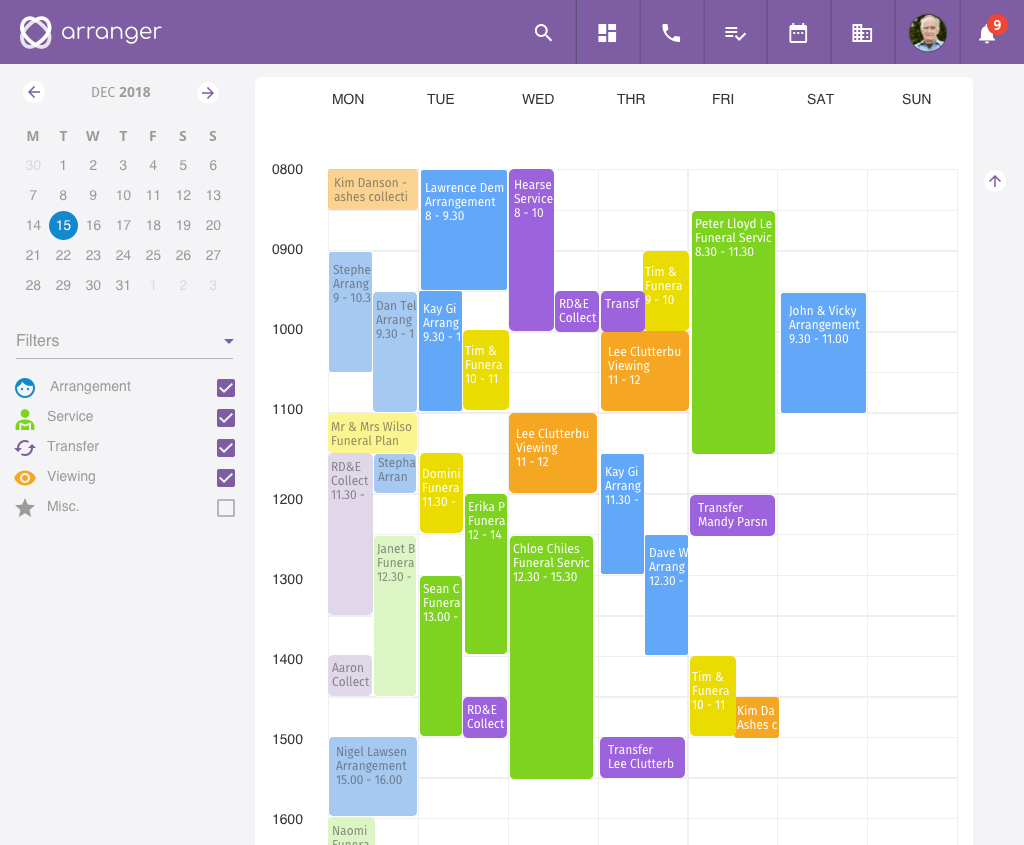 arranger
9
DEC 2018
M T W T F S S
30 1 2 3 4 5 6
7 8 9 10 11 12 13
14 15 16 17 18 19 20
21 22 23 24 25 26 27
28 29 30 31 1 2 3
Filters
Arrangement
Service
Transfer
Viewing
Misc.
MON TUE WED THR FRI SAT SUN
0800
0900
1000
1100
1200
1300
1400
1500
1600
Kim Danson -
ashes collecti
Stephe
Arrang
9 - 10.3
Dan Tel
Arrang
9.30 - 1
Mr & Mrs Wilso
Funeral Plan
RD&E
Collect
11.30 -
Stepha
Arran
Janet B
Funera
12.30 -
Aaron
Collect
Nigel Lawsen
Arrangement
15.00 - 16.00
Naomi
Funera
Lawrence Dem
Arrangement
8 - 9.30
Kay Gi
Arrang
9.30 - 1
Tim &
Funera
10 - 11
Domini
Funera
11.30 -
Erika P
Funera
12 - 14
Sean C
Funera
13.00 -
RD&E
Collect
Hearse
Service
8 - 10
RD&E
Collect
Lee Clutterbu
Viewing
11 - 12
Chloe Chiles
Funeral Servic
12.30 - 15.30
Tim &
Funera
9 - 10
Transf
Lee Clutterbu
Viewing
11 - 12
Kay Gi
Arrang
11.30 -
Dave W
Arrang
12.30 -
Transfer
Lee Clutterb
Peter Lloyd Le
Funeral Servic
8.30 - 11.30
Transfer
Mandy Parsn
Tim &
Funera
10 - 11
Kim Da
Ashes c
John & Vicky
Arrangement
9.30 - 11.00